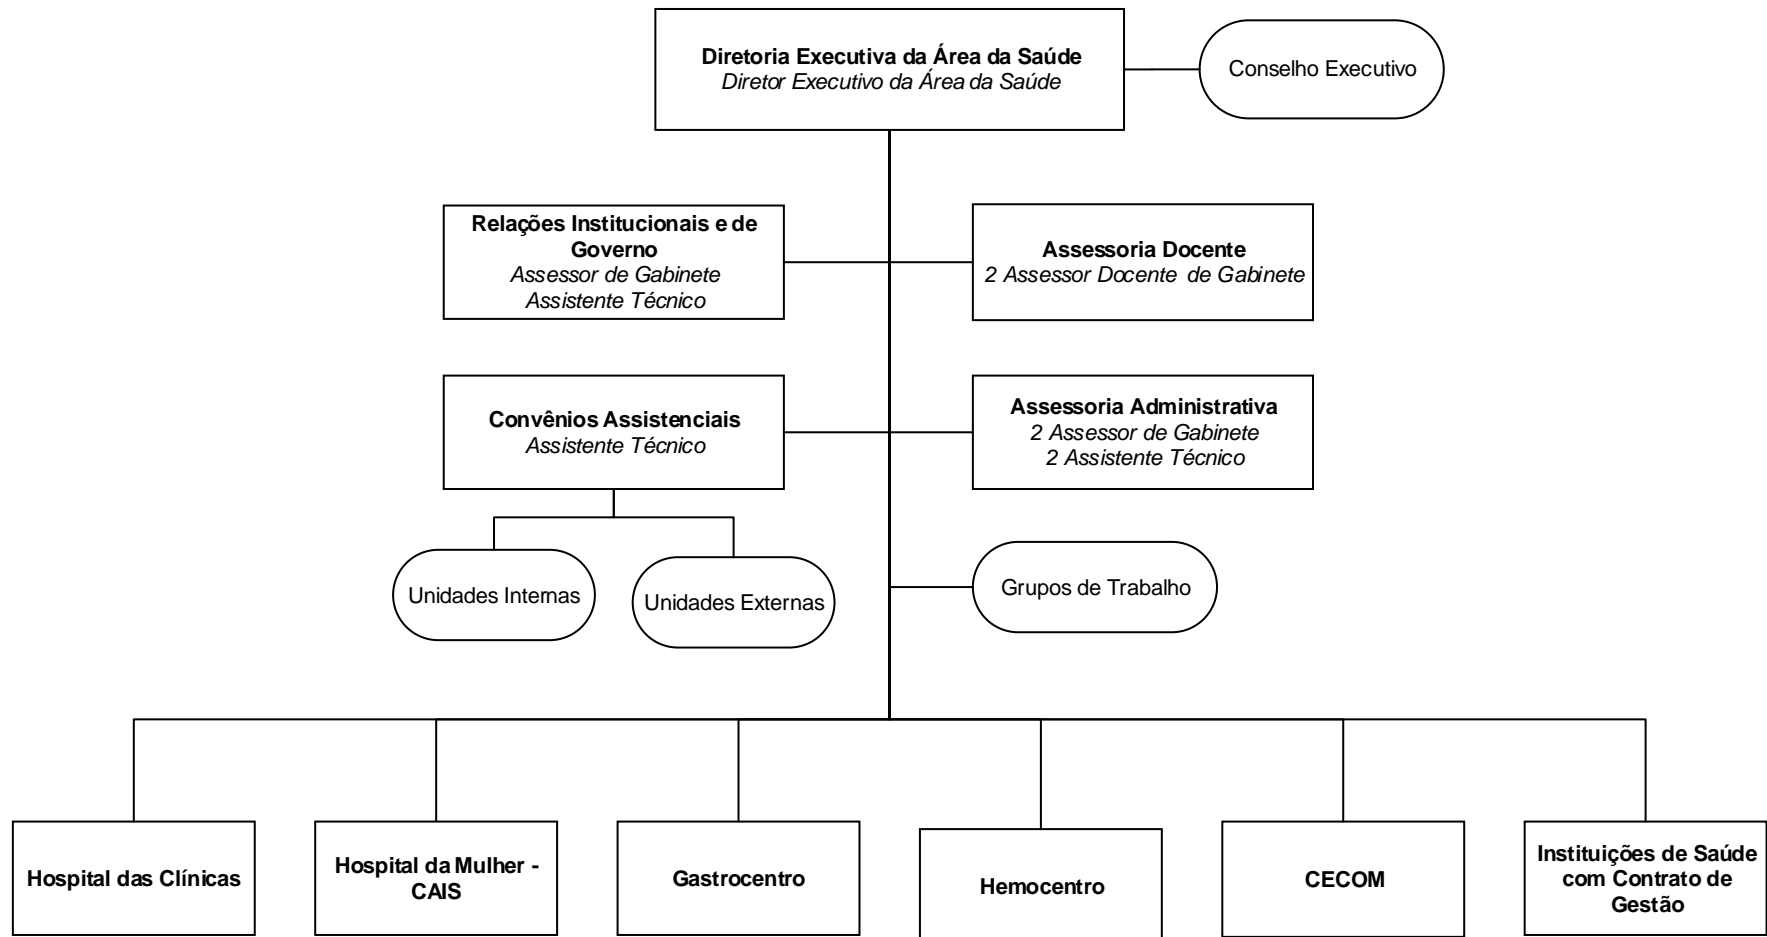 Diretoria Executiva da Área da Saúde
Diretor Executivo da Área da Saúde
Conselho Executivo
Relações Institucionais e de
Governo
Assessor de Gabinete
Assistente Técnico
Assessoria Docente
2 Assessor Docente de Gabinete
Convênios Assistenciais
Assistente Técnico
Assessoria Administrativa
2 Assessor de Gabinete
2 Assistente Técnico
Unidades Internas
Unidades Externas
Grupos de Trabalho
Hospital das Clínicas
Hospital da Mulher -
CAIS
Gastrocentro
Hemocentro
CECOM
Instituições de Saúde
com Contrato de
Gestão